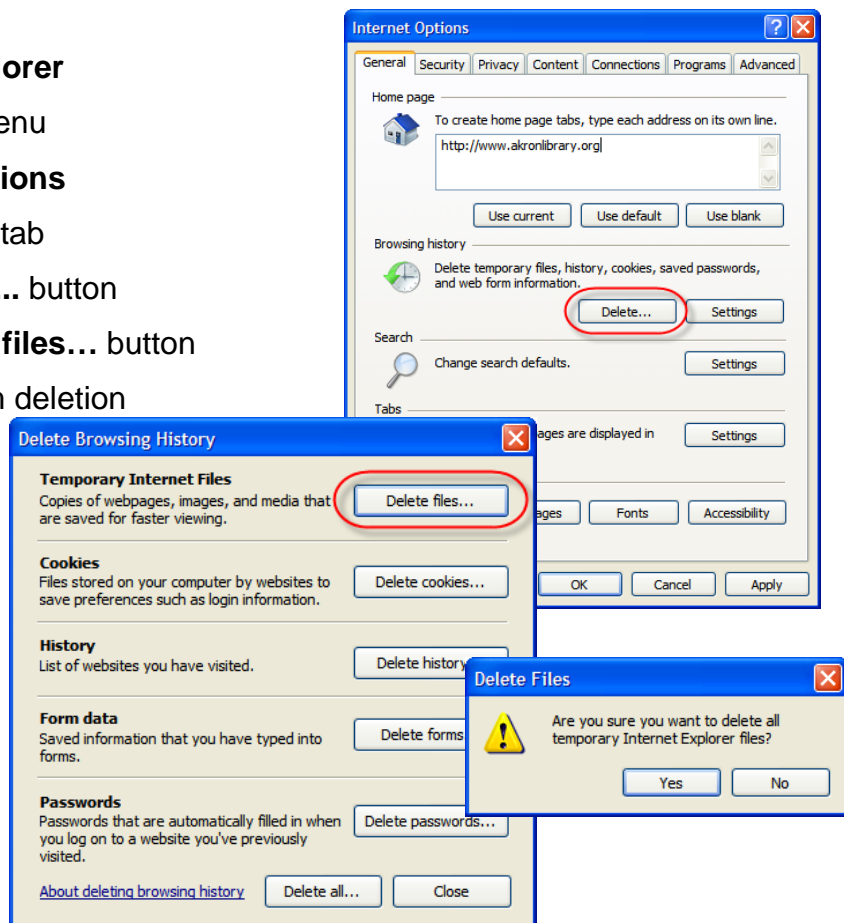 orer
enu
ions
tab
... button
files… button
n deletion
Internet Options
General Security Privacy Content Connections Programs Advanced
Home page
To create home page tabs, type each address on its own line.
http://www.akronlibrary.org
Use current Use default Use blank
Browsing history
Delete temporary files, history, cookies, saved passwords,
and web form information.
Delete... Settings
Search
Change search defaults.
Settings
Tabs
ages are displayed in
Settings
ages Fonts Accessibility
OK Cancel Apply
Delete Browsing History
Temporary Internet Files
Copies of webpages, images, and media that
are saved for faster viewing.
Delete files...
Cookies
Files stored on your computer by websites to
save preferences such as login information.
Delete cookies...
History
List of websites you have visited.
Delete history
Form data
Saved information that you have typed into
forms.
Delete forms
Passwords
Passwords that are automatically filled in when
you log on to a website you've previously
visited.
Delete passwords...
About deleting browsing history Delete all... Close
Delete Files
Are you sure you want to delete all
temporary Internet Explorer files?
Yes No